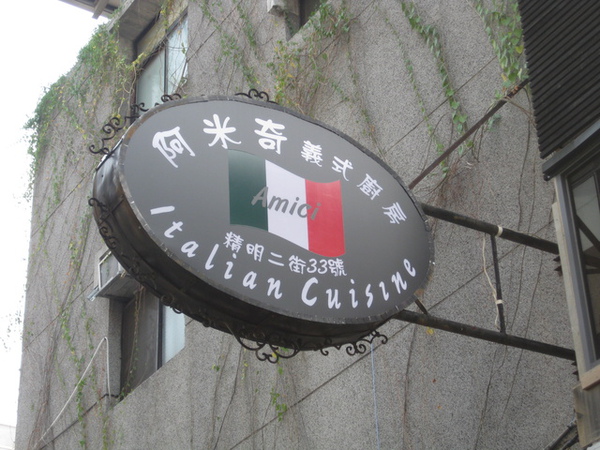 阿米奇義式廚房
Amici
精明二街33號
Italian Cuisine